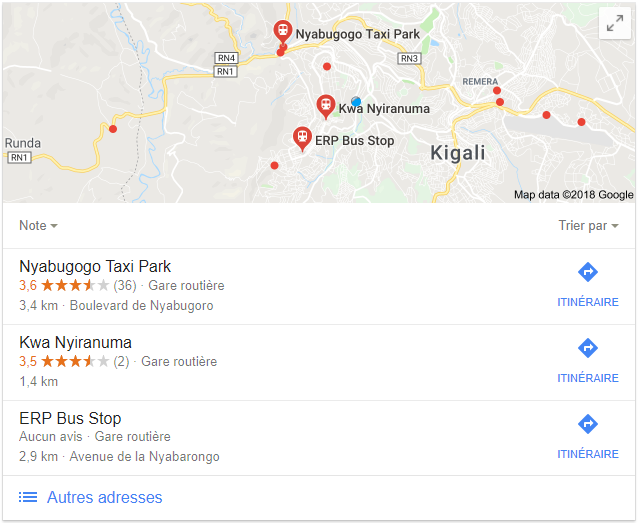 Nyabugogo Taxi Park
RN4
RN1
RN3
REMERA
Kwa Nyiranuma
Runda
RN1
ERP Bus Stop
Kigali
Map data ©2018 Google
Note
Trier par
Nyabugogo Taxi Park
3,6 (36) · Gare routière
ITINÉRAIRE
3,4 km · Boulevard de Nyabugoro
Kwa Nyiranuma
3,5 (2) · Gare routière
ITINÉRAIRE
1,4 km
ERP Bus Stop
Aucun avis · Gare routière
ITINÉRAIRE
2,9 km · Avenue de la Nyabarongo
Autres adresses